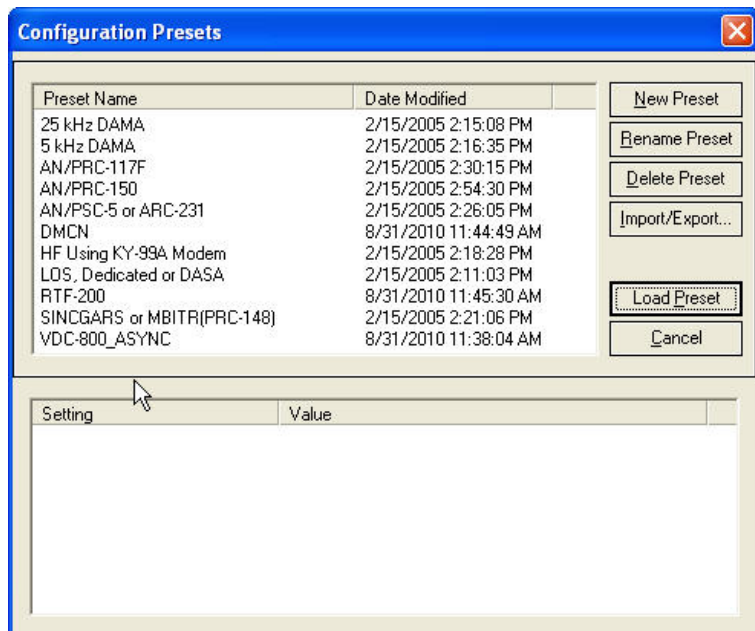 Configuration Presets
Preset Name Date Modified
25 kHz DAMA 2/15/2005 2:15:08 PM
5 kHz DAMA 2/15/2005 2:16:35 PM
AN/PRC-117F 2/15/2005 2:30:15 PM
AN/PRC-150 2/15/2005 2:54:30 PM
AN/PSC-5 or ARC-231 2/15/2005 2:26:05 PM
DMCN 8/31/2010 11:44:49 AM
HF Using KY-99A Modem 2/15/2005 2:18:28 PM
LOS, Dedicated or DASA 2/15/2005 2:11:03 PM
RTF-200 8/31/2010 11:45:30 AM
SINCGARS or MBITR(PRC-148) 2/15/2005 2:21:06 PM
VDC-800_ASYNC 8/31/2010 11:38:04 AM
New Preset
Rename Preset
Delete Preset
Import/Export...
Load Preset
Cancel
Setting Value